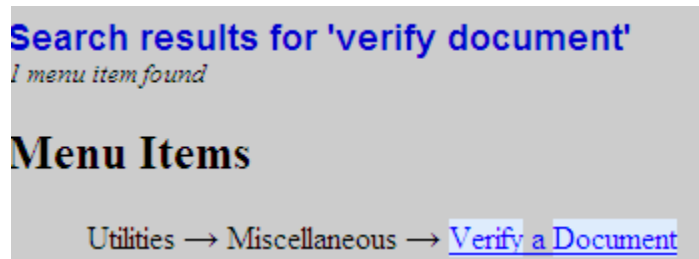 Search results for 'verify document'
1 menu item found
Menu Items
Utilities → Miscellaneous → Verify a Document